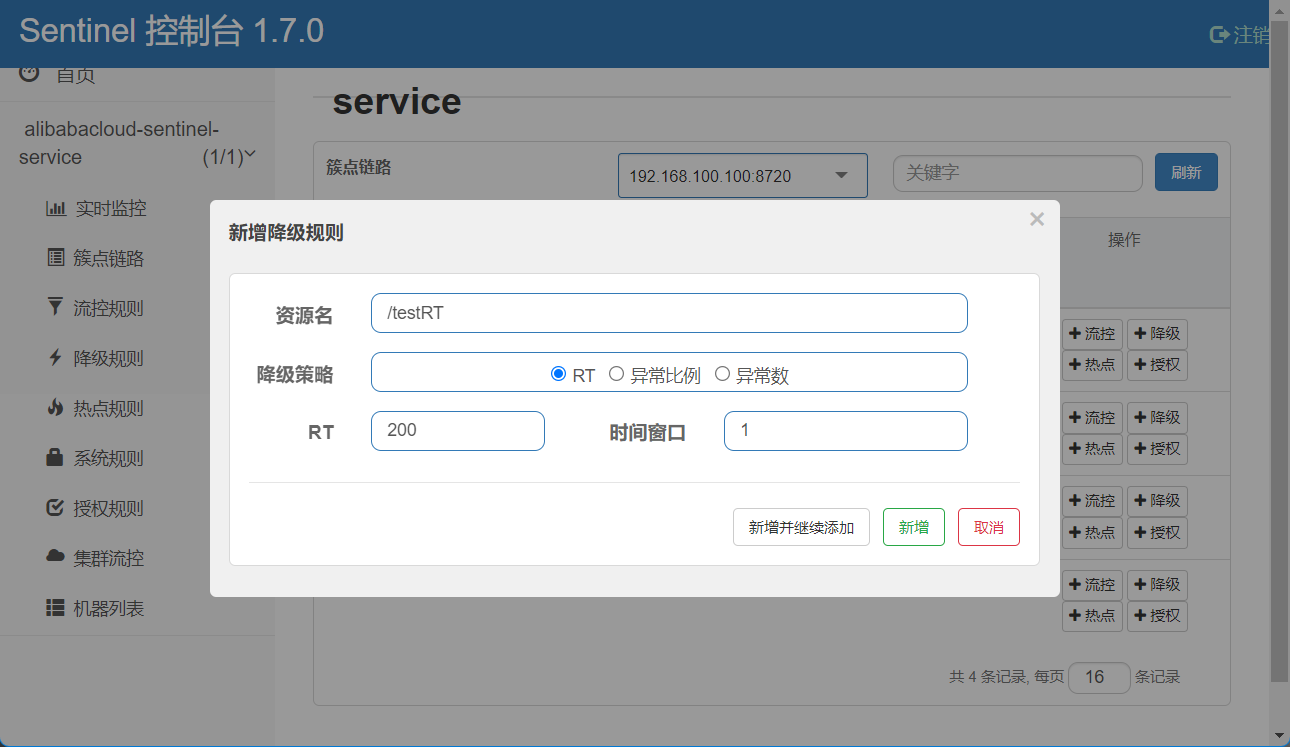 Sentinel 控制台 1.7.0
注销
首页
alibabacloud-sentinel-
service (1/1)
实时监控
簇点链路
流控规则
降级规则
热点规则
系统规则
授权规则
集群流控
机器列表
service
簇点链路 192.168.100.100:8720 关键字 刷新
操作
新增降级规则 ×
资源名 /testRT
降级策略 RT 异常比例 异常数
RT 200 时间窗口 1
新增并继续添加 新增 取消
流控 降级
热点 授权
流控 降级
热点 授权
流控 降级
热点 授权
流控 降级
热点 授权
共 4 条记录, 每页 16 条记录